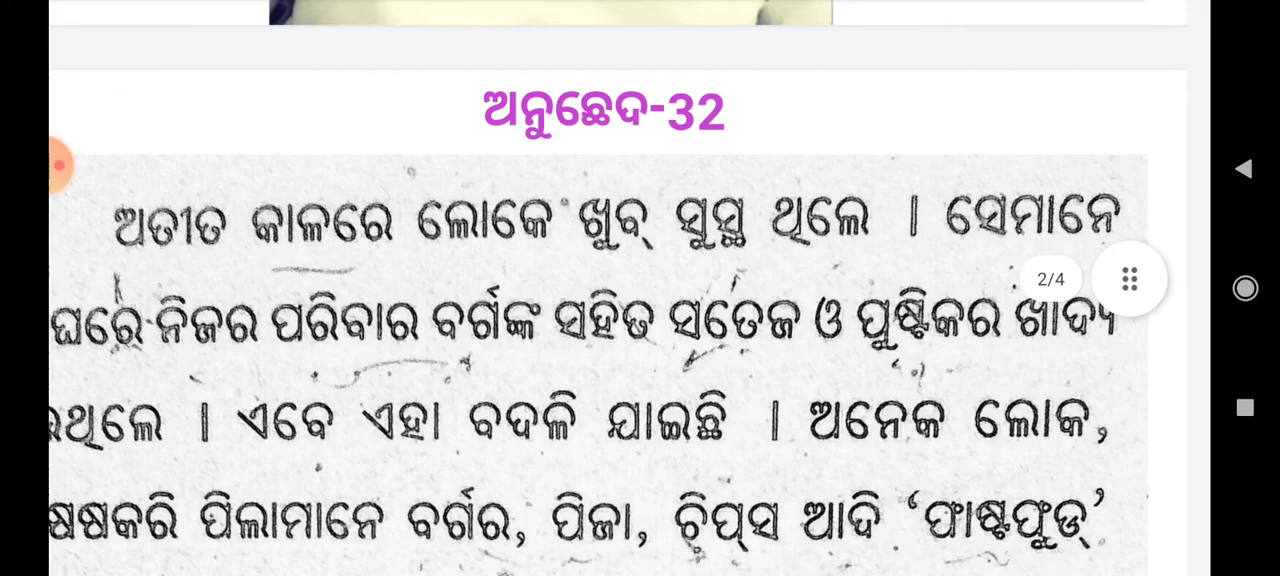 ଅନୁଛେଦ-32
ଅତୀତ କାଳରେ ଲୋକେ ଖୁବ୍ ସୁସ୍ଥ ଥିଲେ । ସେମାନେ
2/4
ଘରେ ନିଜର ପରିବାର ବର୍ଗଙ୍କ ସହିତ ସତେଜ ଓ ପୁଷ୍ଟିକର ଖାଦ୍ୟ
। ଏବେ ଏହା ବଦଳି ଯାଇଛି । ଅନେକ ଲୋକ,
ପିଲାମାନେ ବର୍ଗର, ପିଜା, ଚିପ୍ସ ଆଦି ‘ଫାଷ୍ଟଫୁଡ୍’